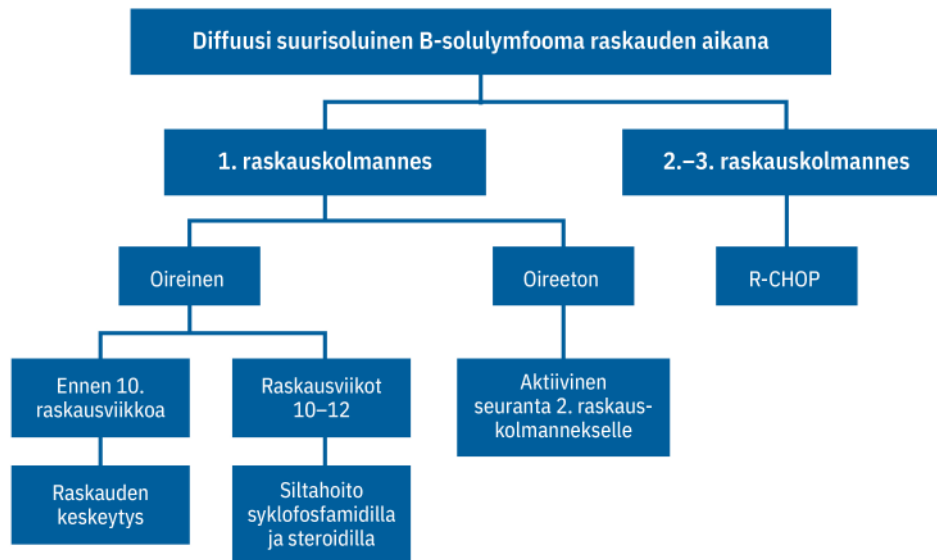 Diffuusi suurisoluinen B-solulymfooma raskauden aikana
1. raskauskolmannes
2.–3. raskauskolmannes
Oireinen
Oireeton
R-CHOP
Ennen 10.
raskausviikkoa
Raskausviikot
10–12
Aktiivinen
seuranta 2. raskaus-
kolmannekselle
Raskauden
keskeytys
Siltahoito
syklofosfamidilla
ja steroidilla